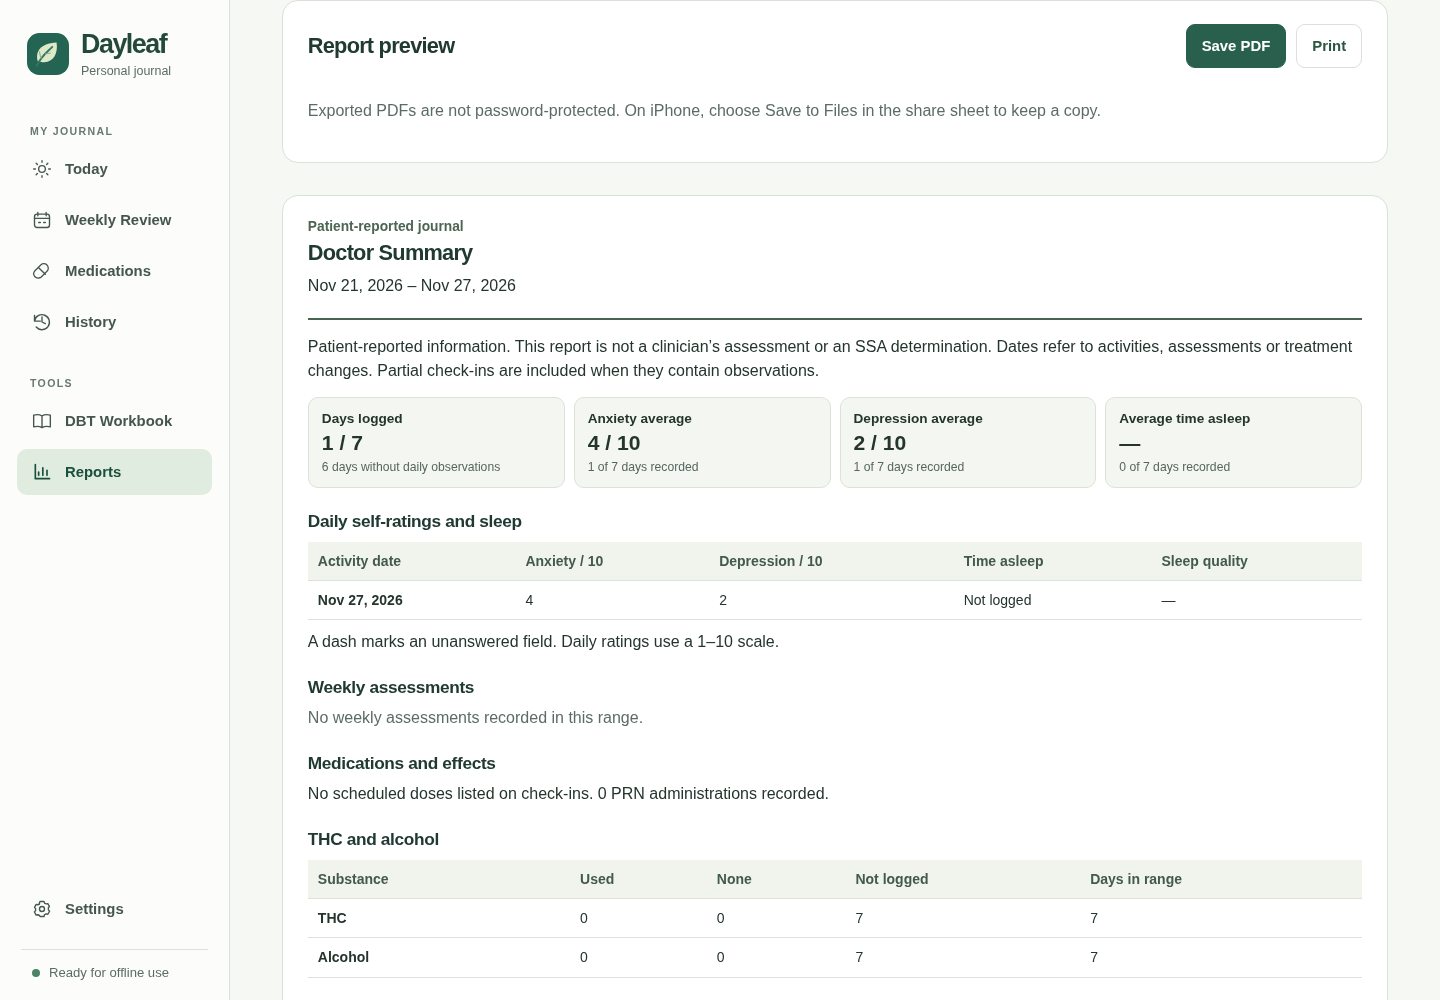 Dayleaf
Personal journal
MY JOURNAL
Today
Weekly Review
Medications
History
TOOLS
DBT Workbook
Reports
Settings
Ready for offline use
Report preview
Save PDF
Print
Exported PDFs are not password-protected. On iPhone, choose Save to Files in the share sheet to keep a copy.
Patient-reported journal
Doctor Summary
Nov 21, 2026 – Nov 27, 2026
Patient-reported information. This report is not a clinician’s assessment or an SSA determination. Dates refer to activities, assessments or treatment
changes. Partial check-ins are included when they contain observations.
Days logged
1 / 7
6 days without daily observations
Anxiety average
4 / 10
1 of 7 days recorded
Depression average
2 / 10
1 of 7 days recorded
Average time asleep
—
0 of 7 days recorded
Daily self-ratings and sleep
Activity date Anxiety / 10 Depression / 10 Time asleep Sleep quality
Nov 27, 2026 4 2 Not logged —
A dash marks an unanswered field. Daily ratings use a 1–10 scale.
Weekly assessments
No weekly assessments recorded in this range.
Medications and effects
No scheduled doses listed on check-ins. 0 PRN administrations recorded.
THC and alcohol
Substance Used None Not logged Days in range
THC 0 0 7 7
Alcohol 0 0 7 7